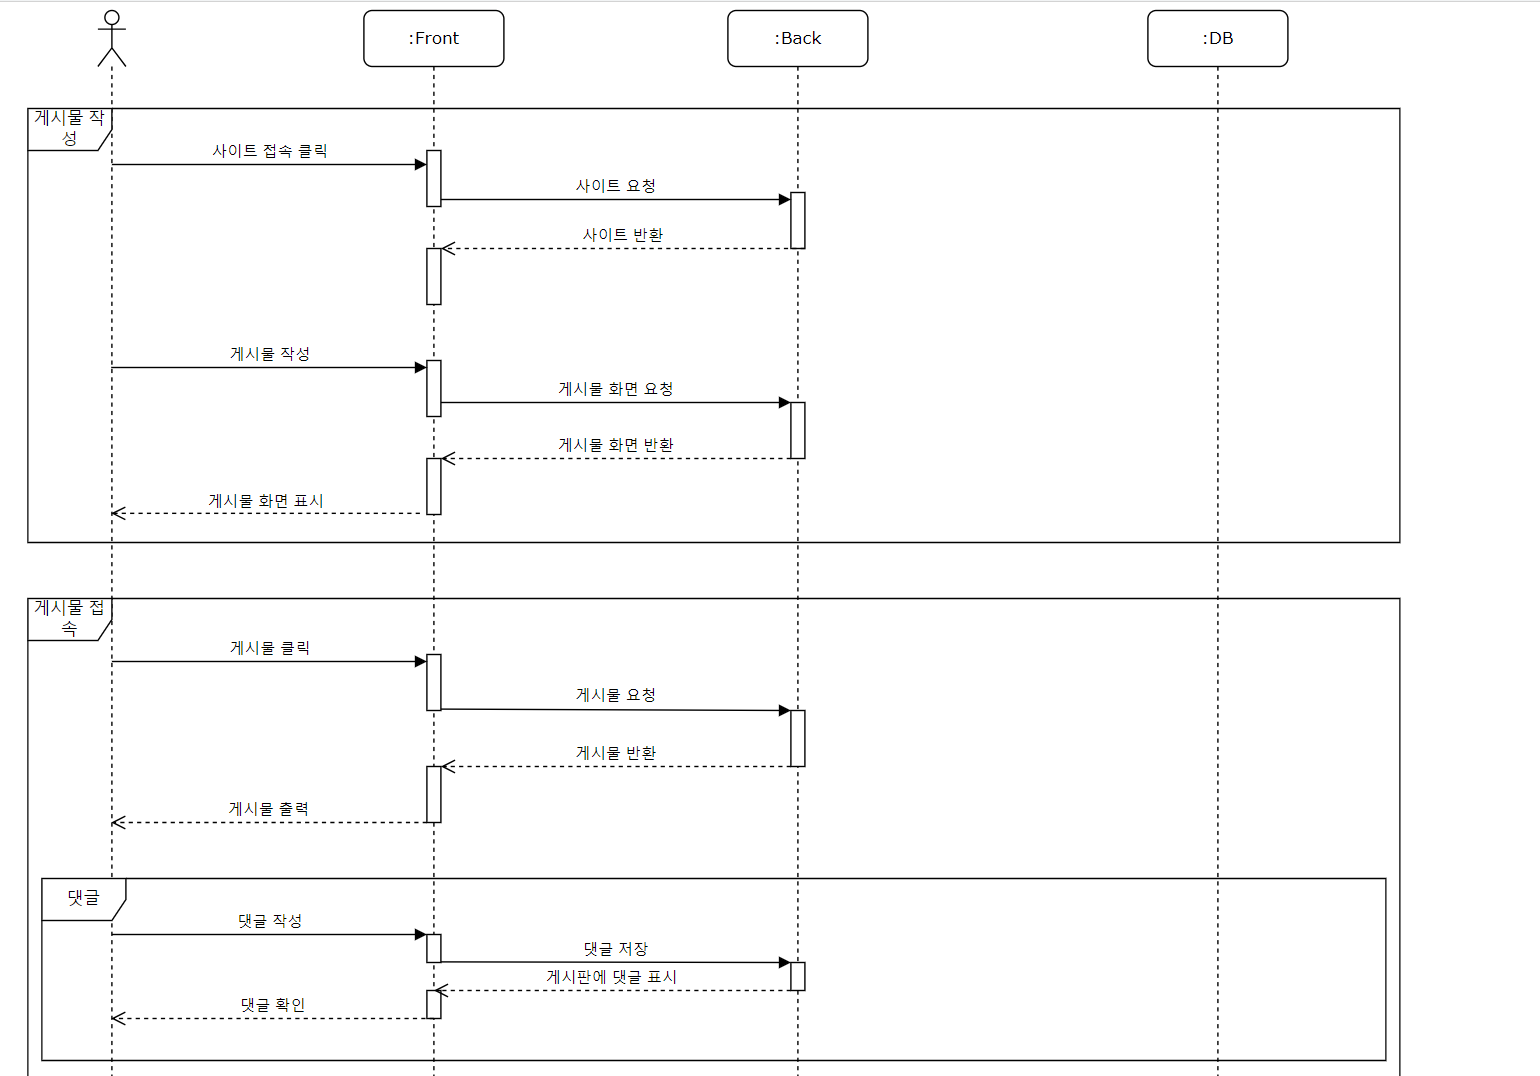 :Front
:Back
:DB
게시물 작
성
사이트 접속 클릭
사이트 요청
사이트 반환
게시물 작성
게시물 화면 요청
게시물 화면 반환
게시물 화면 표시
게시물 접
속
게시물 클릭
게시물 요청
게시물 반환
게시물 출력
댓글
댓글 작성
댓글 저장
게시판에 댓글 표시
댓글 확인